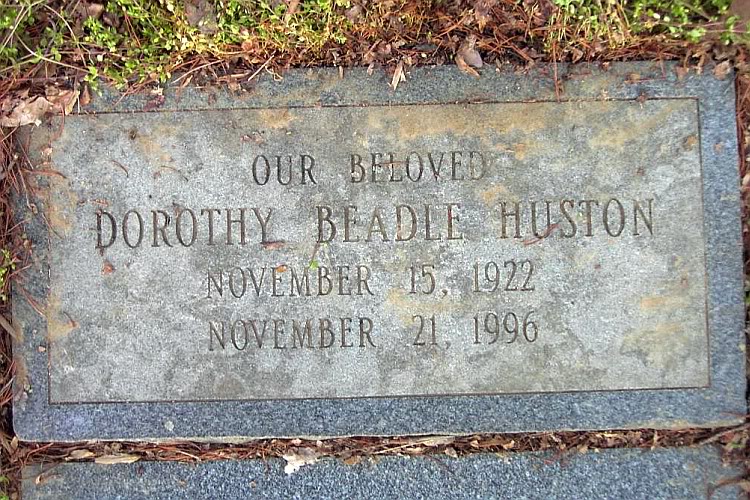 OUR BELOVED
DOROTHY BEADLE HUSTON
NOVEMBER 15, 1922
NOVEMBER 21, 1996